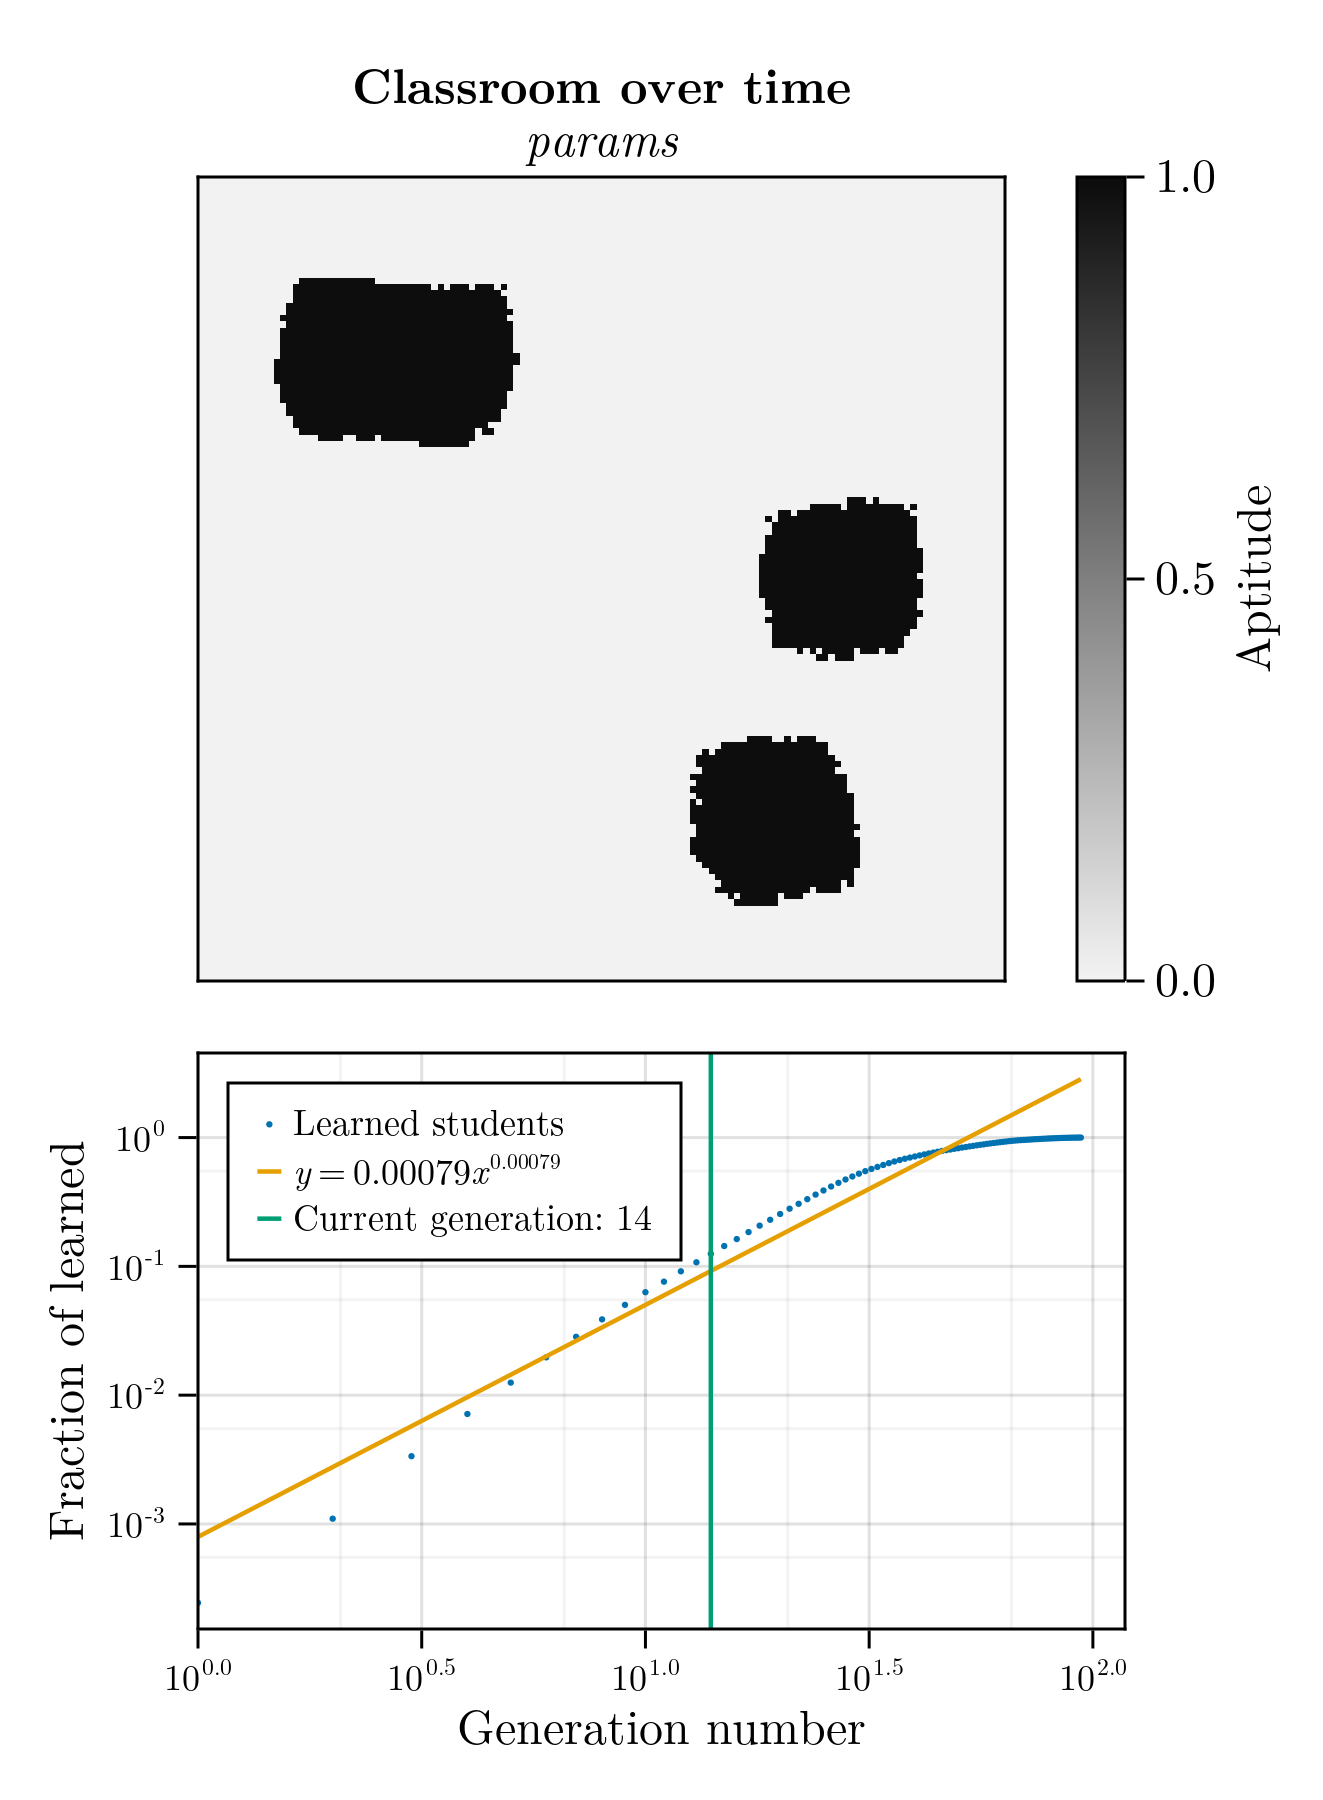 Classroom over time
params
1.0
0.5
0.0
Aptitude
Learned students
y = 0.00079x^0.00079
Current generation: 14
10^0
10^-1
10^-2
10^-3
Fraction of learned
10^0.0 10^0.5 10^1.0 10^1.5 10^2.0
Generation number